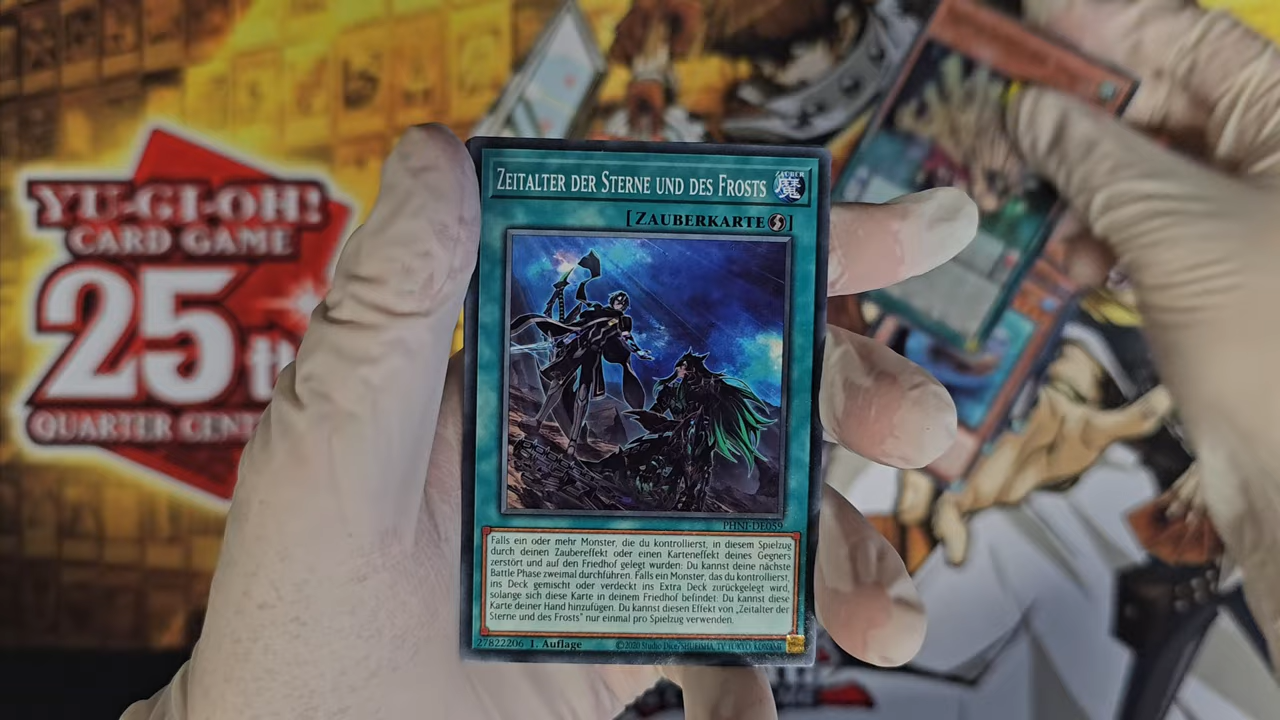 YU-GI-OH!
CARD GAME
25th
QUARTER CENT
ZEITALTER DER STERNE UND DES FROSTS
ZAUBER
魔
[ZAUBERKARTE]
PHNI-DE059
Falls ein oder mehr Monster, die du kontrollierst, in diesem Spielzug
durch deinen Zaubereffekt oder einen Karteneffekt deines Gegners
zerstört und auf den Friedhof gelegt wurden: Du kannst deine nächste
Battle Phase zweimal durchführen. Falls ein Monster, das du kontrollierst,
ins Deck gemischt oder verdeckt ins Extra Deck zurückgelegt wird,
solange sich diese Karte in deinem Friedhof befindet: Du kannst diese
Karte deiner Hand hinzufügen. Du kannst diesen Effekt von „Zeitalter der
Sterne und des Frosts" nur einmal pro Spielzug verwenden.
27822206 1. Auflage
©2020 Studio Dice/SHUEISHA, TV TOKYO, KONAMI